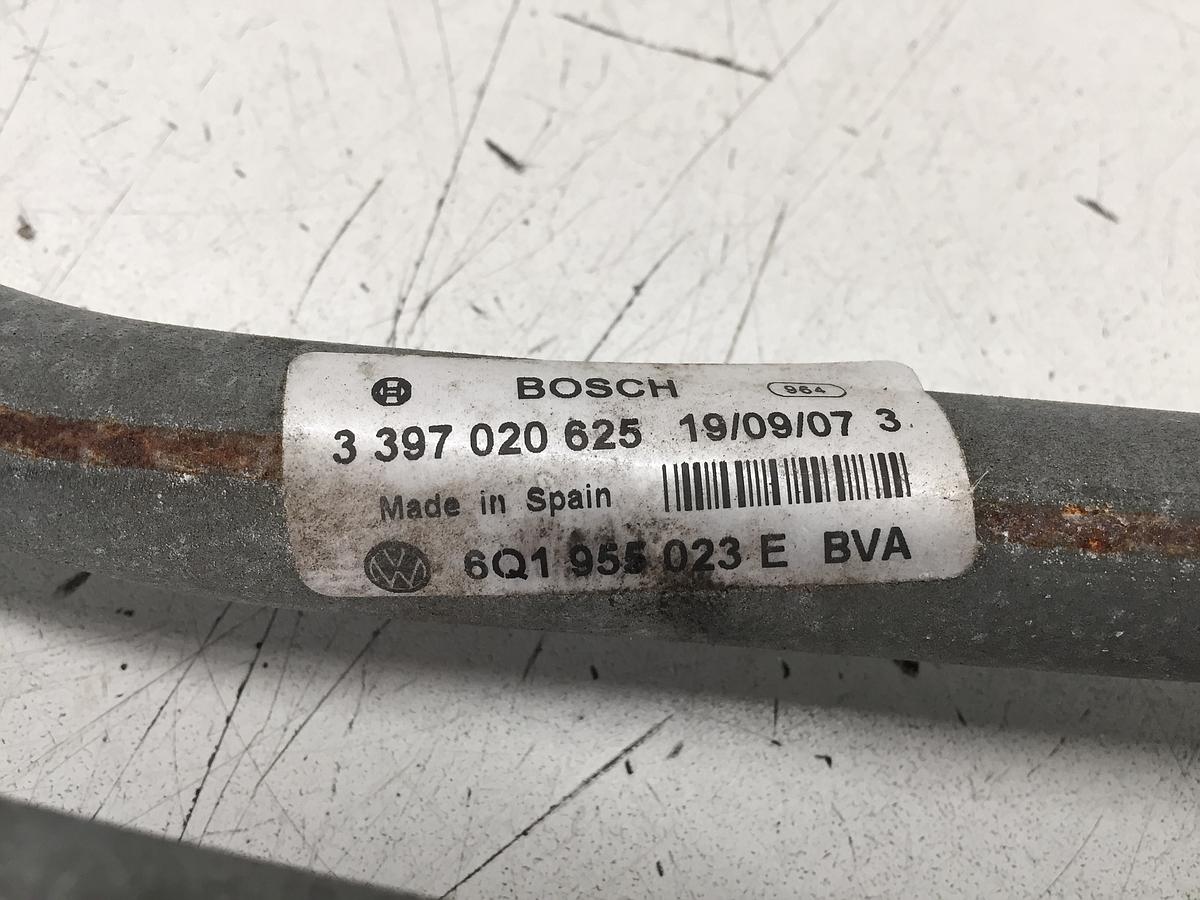 BOSCH 964
3 397 020 625 19/09/07 3
Made in Spain
6Q1 955 023 E BVA